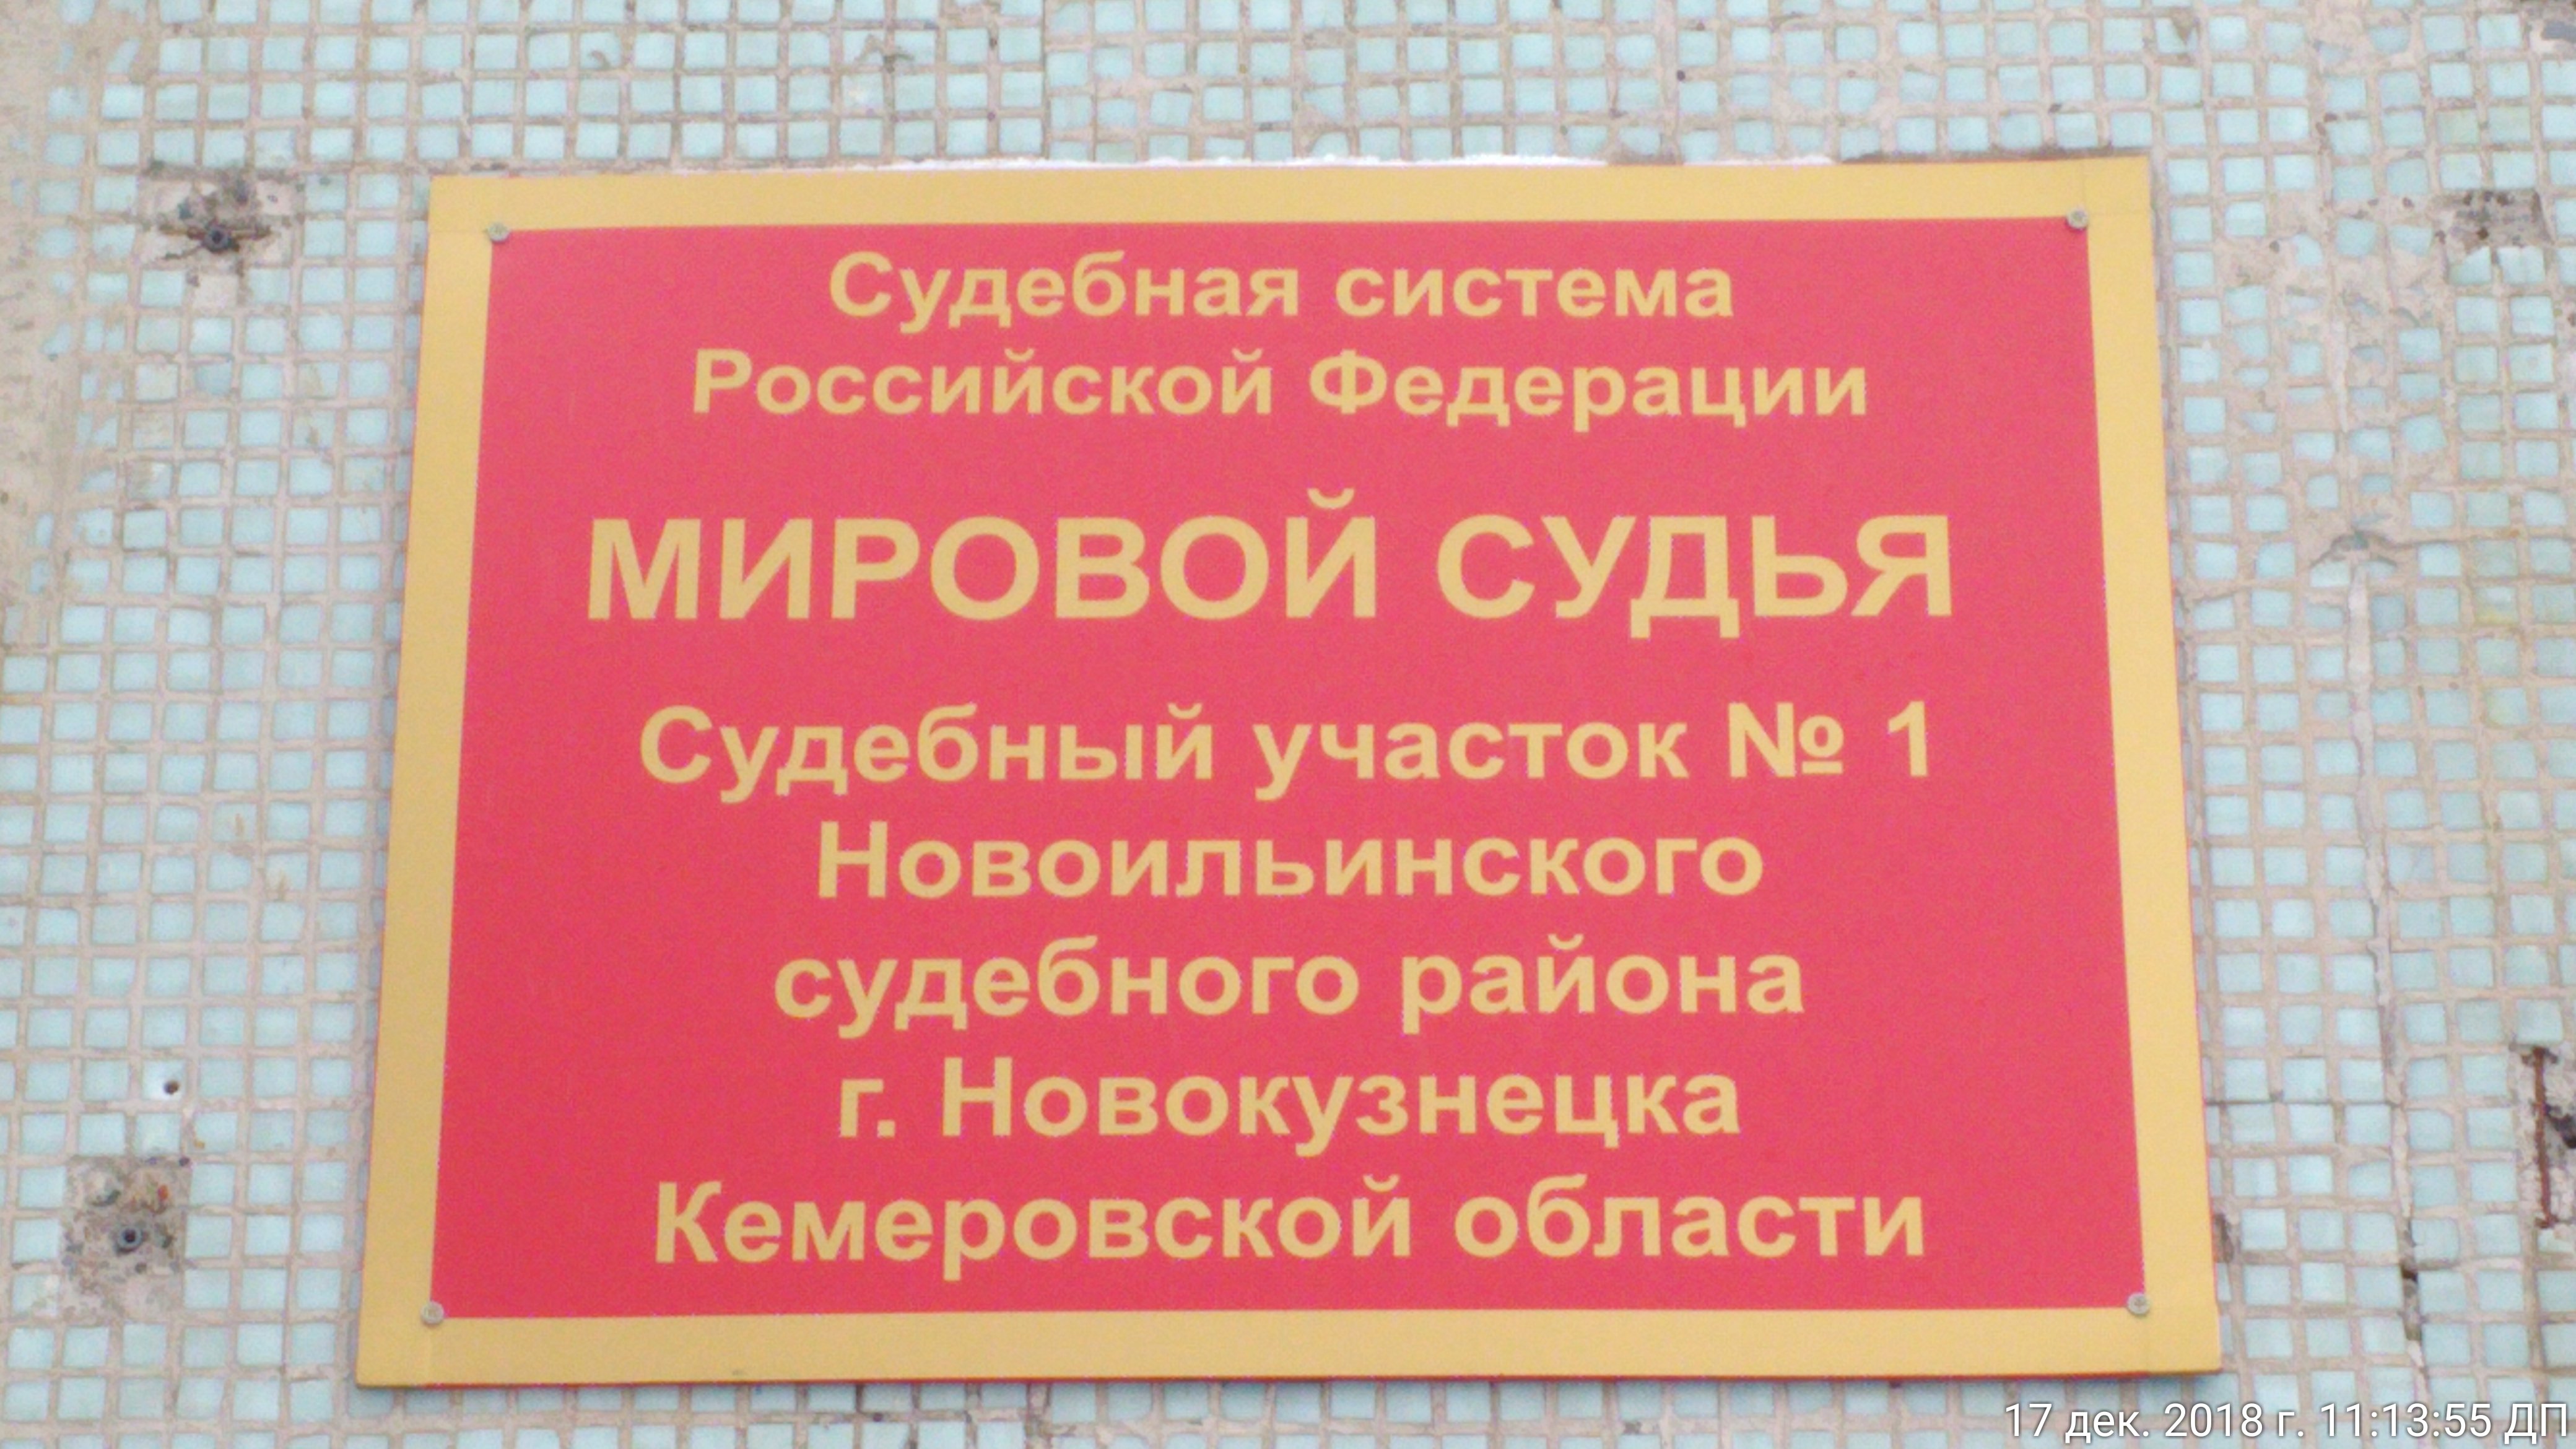 Судебная система
Российской Федерации
МИРОВОЙ СУДЬЯ
Судебный участок № 1
Новоильинского
судебного района
г. Новокузнецка
Кемеровской области
17 дек. 2018 г. 11:13:55 ДП